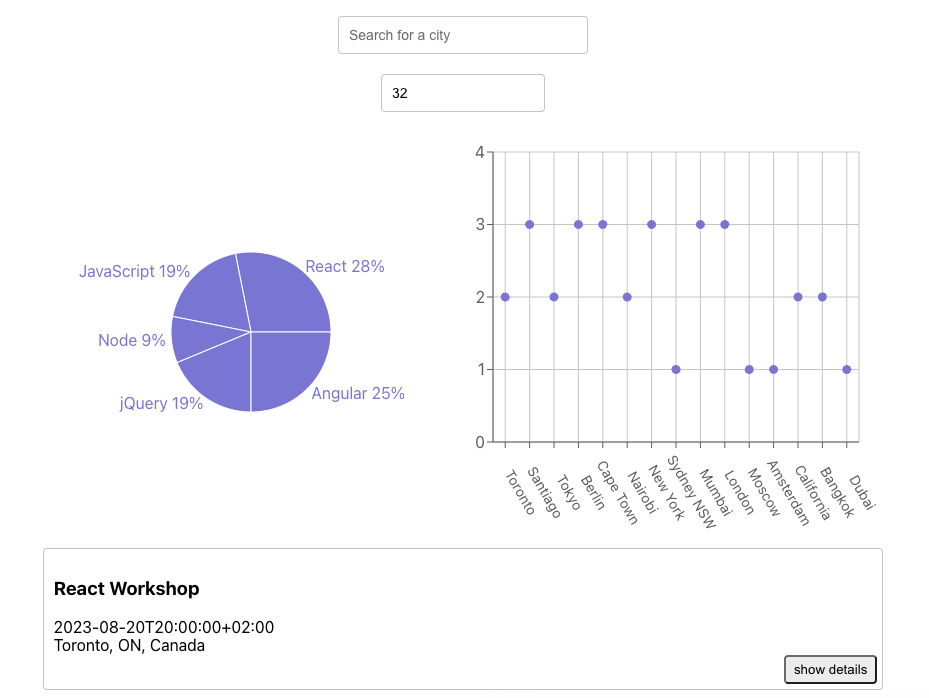 Search for a city
32
JavaScript 19%
React 28%
Node 9%
jQuery 19%
Angular 25%
4
3
2
1
0
Toronto
Santiago
Tokyo
Berlin
Cape Town
Nairobi
New York
Sydney NSW
Mumbai
London
Moscow
Amsterdam
California
Bangkok
Dubai
React Workshop
2023-08-20T20:00:00+02:00
Toronto, ON, Canada
show details